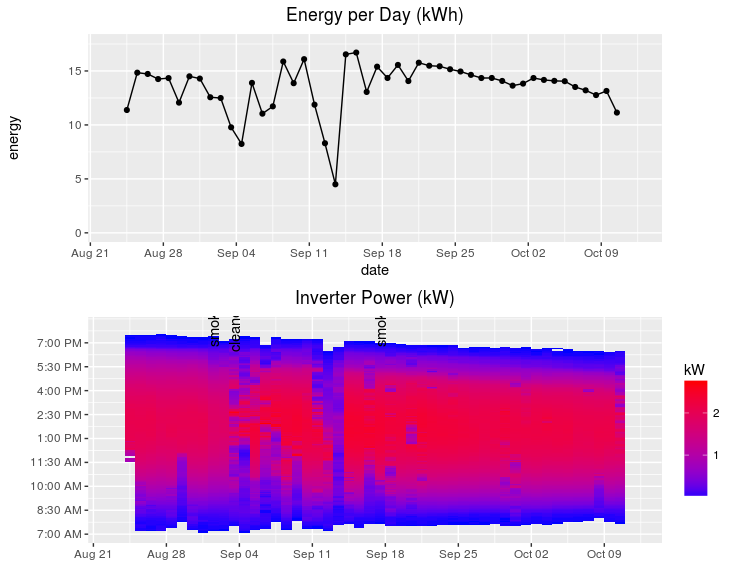 Energy per Day (kWh)
15
10
5
0
energy
Aug 21 Aug 28 Sep 04 Sep 11 Sep 18 Sep 25 Oct 02 Oct 09
date
Inverter Power (kW)
7:00 PM
5:30 PM
4:00 PM
2:30 PM
1:00 PM
11:30 AM
10:00 AM
8:30 AM
7:00 AM
Aug 21 Aug 28 Sep 04 Sep 11 Sep 18 Sep 25 Oct 02 Oct 09
kW
2
1